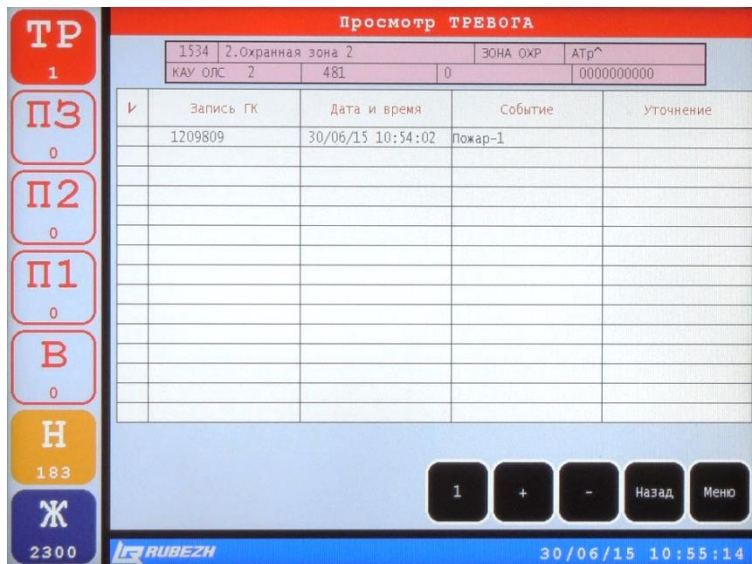 ТР
1
Просмотр ТРЕВОГА
1534 2.Охранная зона 2 ЗОНА ОХР АТр^
КАУ ОЛС 2 481 0 0000000000
ПЗ
0
V Запись ГК Дата и время Событие Уточнение
1209809 30/06/15 10:54:02 Пожар-1
П2
0
П1
0
В
0
Н
183
1 + - Назад Меню
Ж
2300
RUBEZH 30/06/15 10:55:14